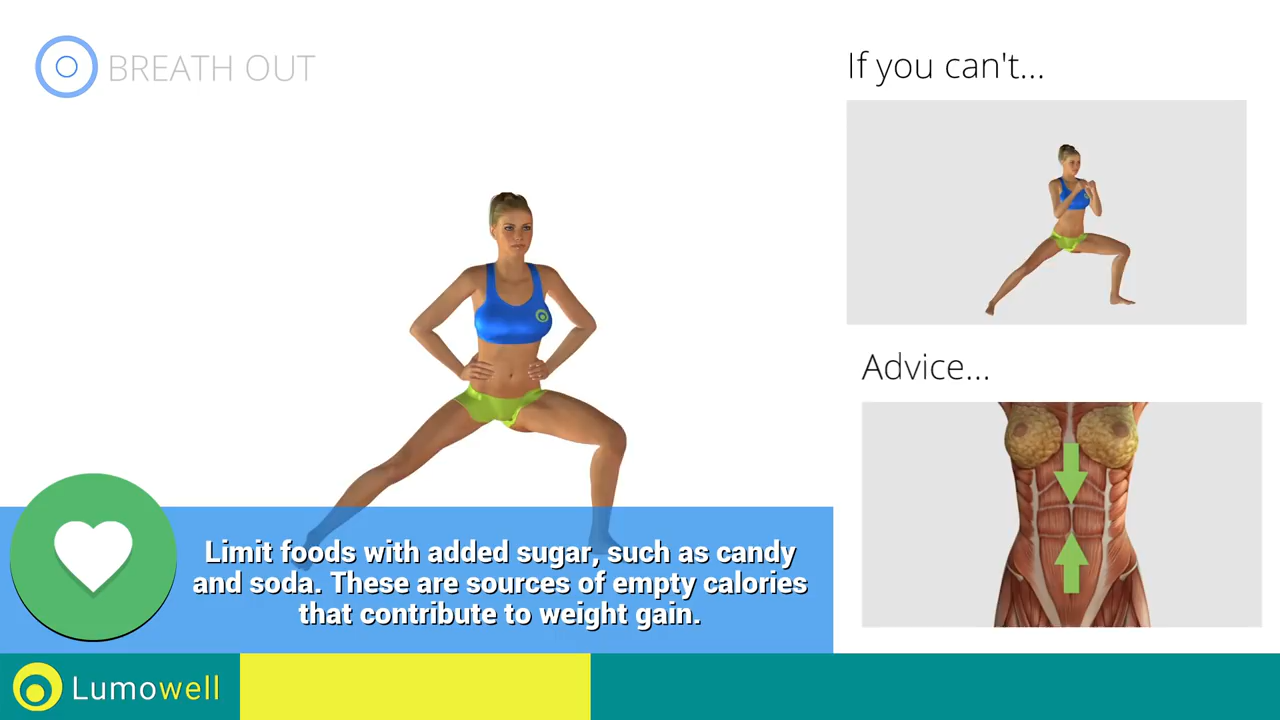 BREATH OUT
If you can't...
Advice...
Limit foods with added sugar, such as candy
and soda. These are sources of empty calories
that contribute to weight gain.
Lumowell